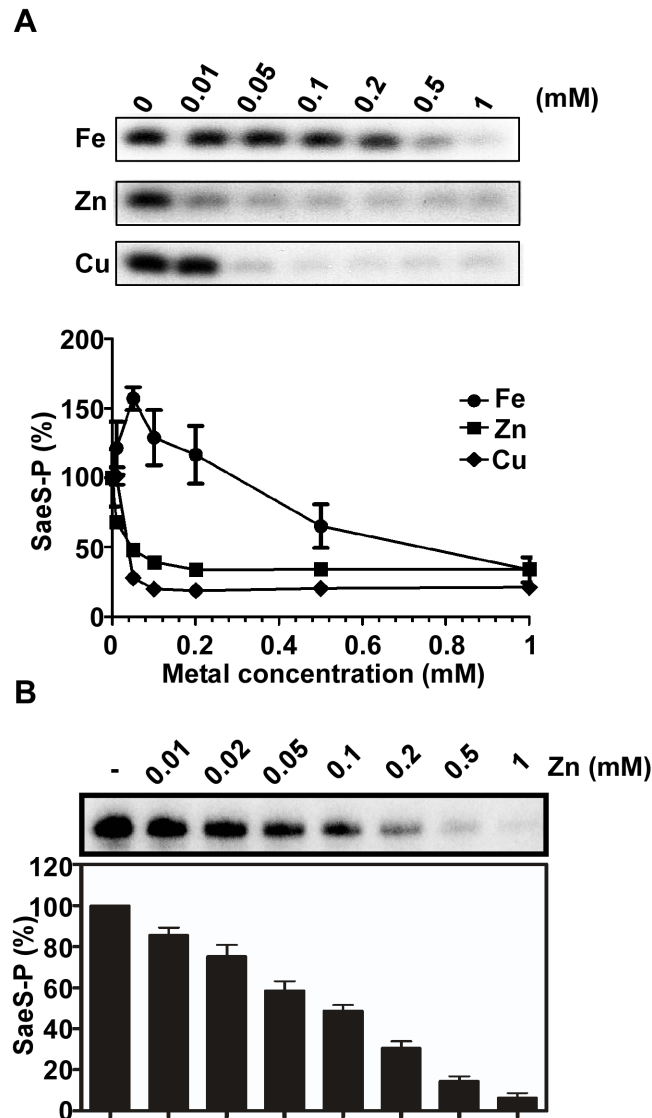 A
0 0.01 0.05 0.1 0.2 0.5 1 (mM)
Fe
Zn
Cu
200
150
100
50
0
SaeS-P (%)
Fe
Zn
Cu
0 0.2 0.4 0.6 0.8 1
Metal concentration (mM)
B
- 0.01 0.02 0.05 0.1 0.2 0.5 1 Zn (mM)
120
100
80
60
40
20
0
SaeS-P (%)